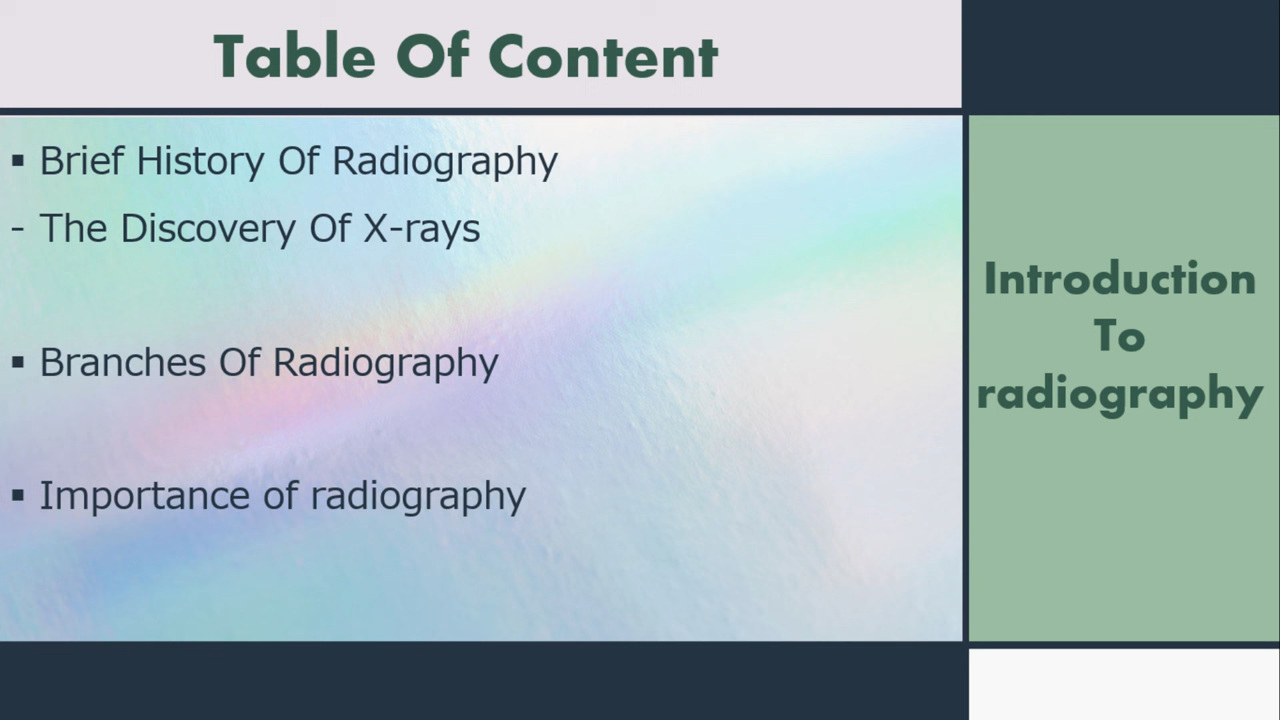 Table Of Content
▪ Brief History Of Radiography
- The Discovery Of X-rays
▪ Branches Of Radiography
▪ Importance of radiography
Introduction
To
radiography